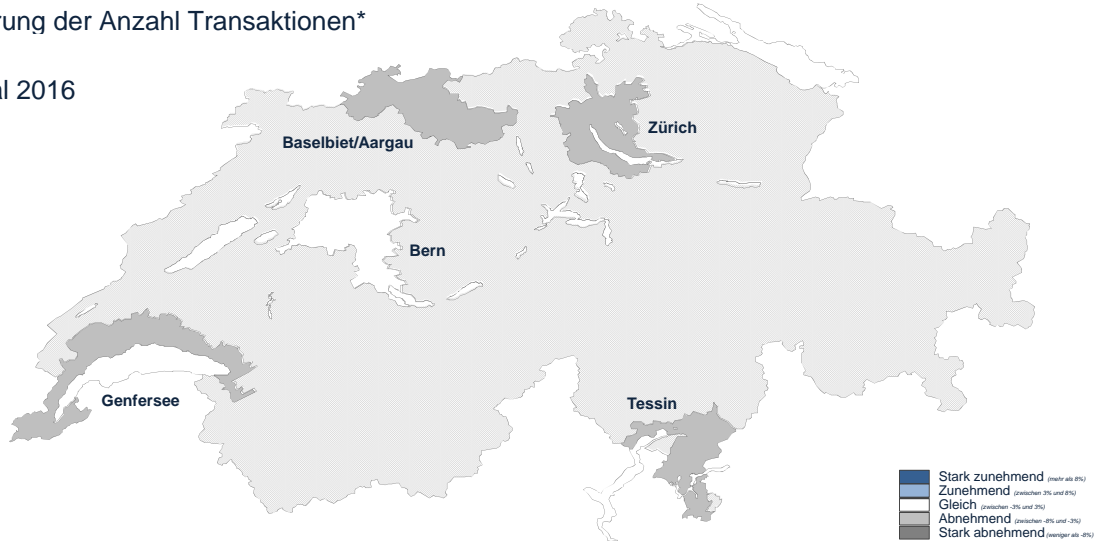 rung der Anzahl Transaktionen*
al 2016
Baselbiet/Aargau
Zürich
Bern
Genfersee
Tessin
Stark zunehmend (mehr als 8%)
Zunehmend (zwischen 3% und 8%)
Gleich (zwischen -3% und 3%)
Abnehmend (zwischen -8% und -3%)
Stark abnehmend (weniger als -8%)